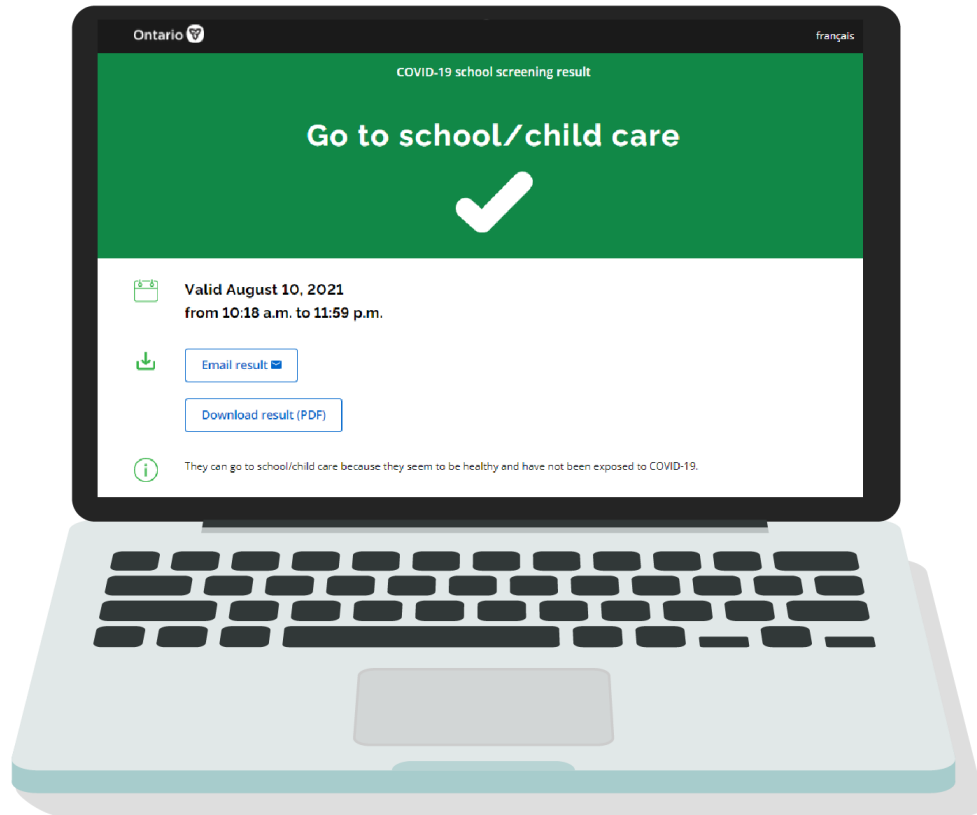 Ontario
français
COVID-19 school screening result
Go to school/child care
Valid August 10, 2021
from 10:18 a.m. to 11:59 p.m.
Email result
Download result (PDF)
They can go to school/child care because they seem to be healthy and have not been exposed to COVID-19.